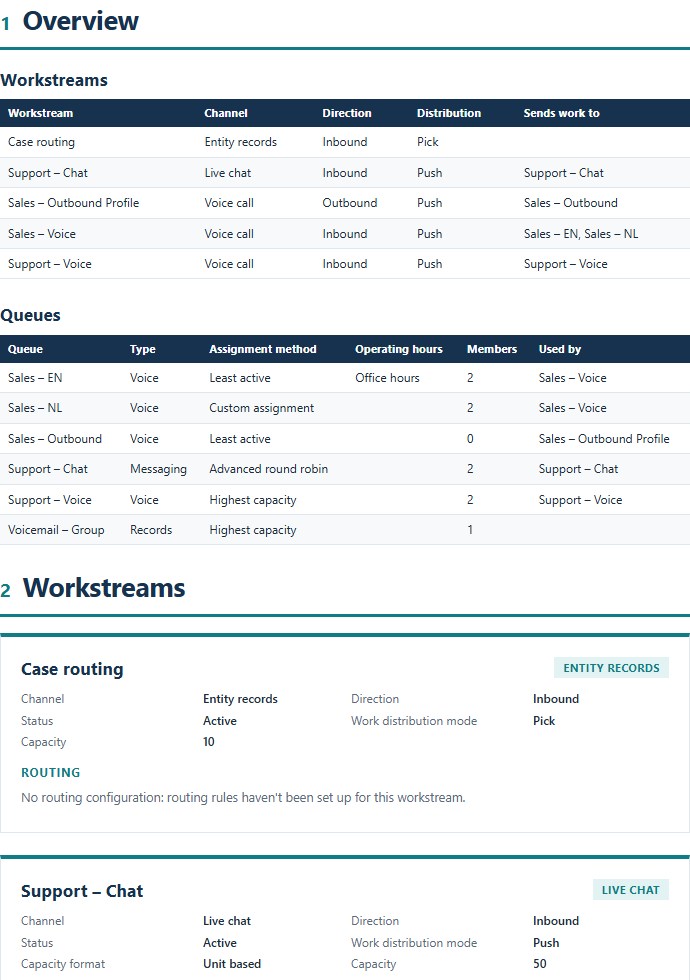 1 Overview
Workstreams
Workstream Channel Direction Distribution Sends work to
Case routing Entity records Inbound Pick
Support – Chat Live chat Inbound Push Support – Chat
Sales – Outbound Profile Voice call Outbound Push Sales – Outbound
Sales – Voice Voice call Inbound Push Sales – EN, Sales – NL
Support – Voice Voice call Inbound Push Support – Voice
Queues
Queue Type Assignment method Operating hours Members Used by
Sales – EN Voice Least active Office hours 2 Sales – Voice
Sales – NL Voice Custom assignment 2 Sales – Voice
Sales – Outbound Voice Least active 0 Sales – Outbound Profile
Support – Chat Messaging Advanced round robin 2 Support – Chat
Support – Voice Voice Highest capacity 2 Support – Voice
Voicemail – Group Records Highest capacity 1
2 Workstreams
Case routing ENTITY RECORDS
Channel Entity records Direction Inbound
Status Active Work distribution mode Pick
Capacity 10
ROUTING
No routing configuration: routing rules haven't been set up for this workstream.
Support – Chat LIVE CHAT
Channel Live chat Direction Inbound
Status Active Work distribution mode Push
Capacity format Unit based Capacity 50